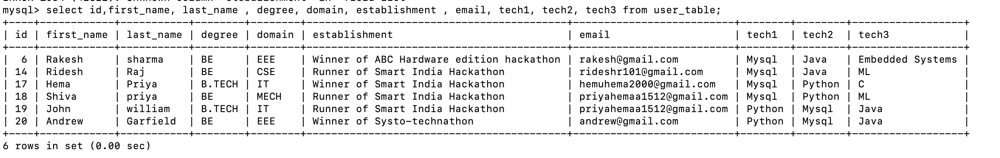 mysql> select id,first_name, last_name , degree, domain, establishment , email, tech1, tech2, tech3 from user_table;
+----+------------+-----------+--------+--------+----------------------------------------+-------------------------+--------+--------+------------------+
| id | first_name | last_name | degree | domain | establishment                          | email                   | tech1  | tech2  | tech3            |
+----+------------+-----------+--------+--------+----------------------------------------+-------------------------+--------+--------+------------------+
|  6 | Rakesh     | sharma    | BE     | EEE    | Winner of ABC Hardware edition hackathon | rakesh@gmail.com        | Mysql  | Java   | Embedded Systems |
| 14 | Ridesh     | Raj       | BE     | CSE    | Runner of Smart India Hackathon        | rideshr101@gmail.com    | Mysql  | Java   | ML               |
| 17 | Hema       | Priya     | B.TECH | IT     | Winner of Smart India Hackathon        | hemuhema2000@gmail.com  | Mysql  | Python | C                |
| 18 | Shiva      | priya     | BE     | MECH   | Runner of Smart India Hackathon        | priyahemaa1512@gmail.com | Mysql  | Python | ML               |
| 19 | John       | william   | B.TECH | IT     | Runner of Smart India Hackathon        | priyahemaa1512@gmail.com | Python | Mysql  | Java             |
| 20 | Andrew     | Garfield  | BE     | EEE    | Winner of Systo-technathon             | andrew@gmail.com        | Python | Mysql  | Java             |
+----+------------+-----------+--------+--------+----------------------------------------+-------------------------+--------+--------+------------------+
6 rows in set (0.00 sec)